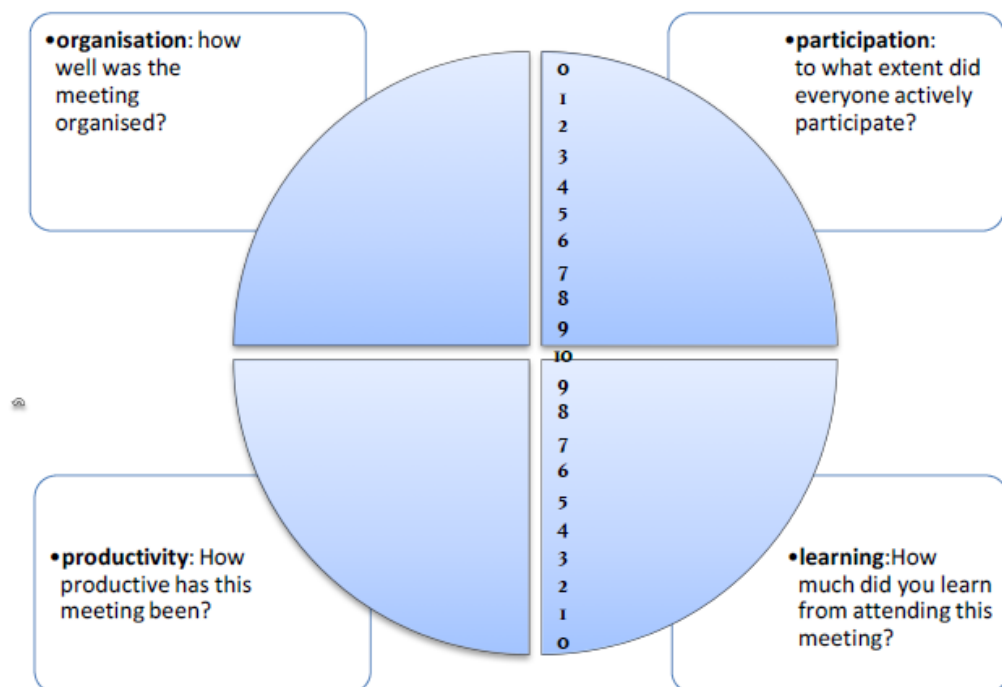 •organisation: how
well was the
meeting
organised?
•participation:
to what extent did
everyone actively
participate?
0
1
2
3
4
5
6
7
8
9
10
9
8
7
6
5
4
3
2
1
0
•productivity: How
productive has this
meeting been?
•learning:How
much did you learn
from attending this
meeting?